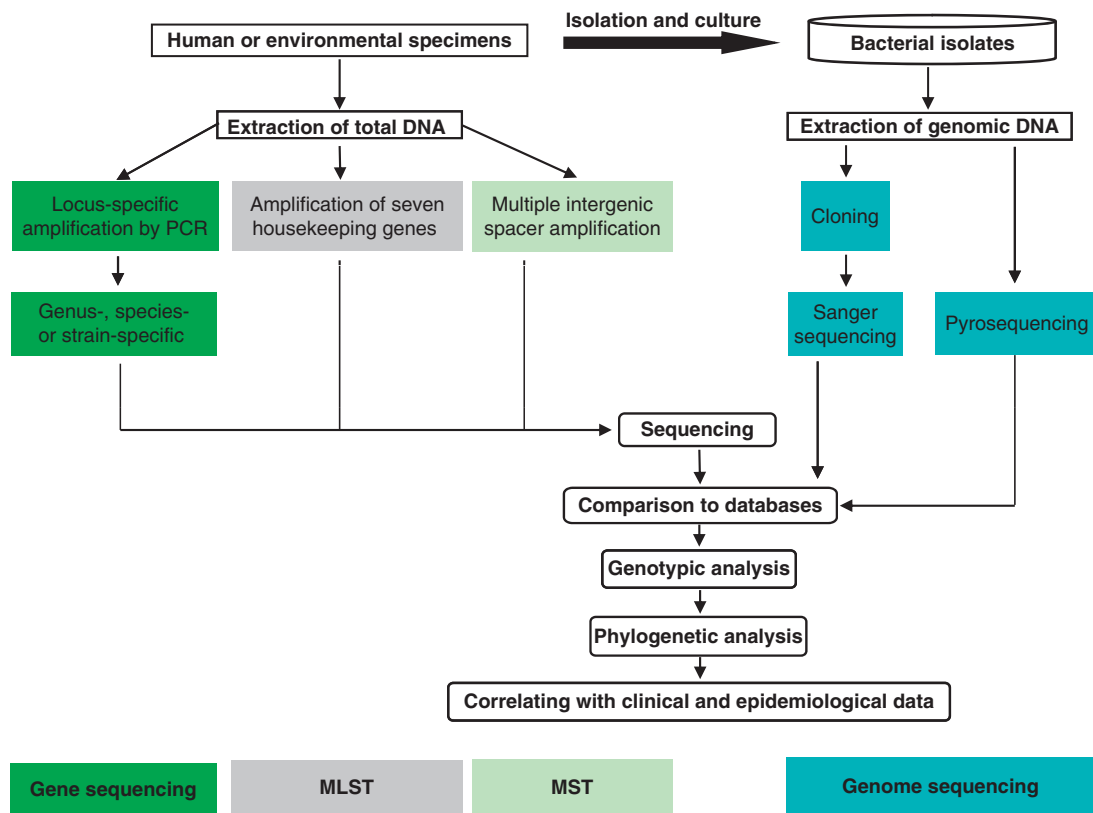 Isolation and culture
Human or environmental specimens
Bacterial isolates
Extraction of total DNA
Extraction of genomic DNA
Locus-specific
amplification by PCR
Amplification of seven
housekeeping genes
Multiple intergenic
spacer amplification
Cloning
Genus-, species-
or strain-specific
Sanger
sequencing
Pyrosequencing
Sequencing
Comparison to databases
Genotypic analysis
Phylogenetic analysis
Correlating with clinical and epidemiological data
Gene sequencing
MLST
MST
Genome sequencing